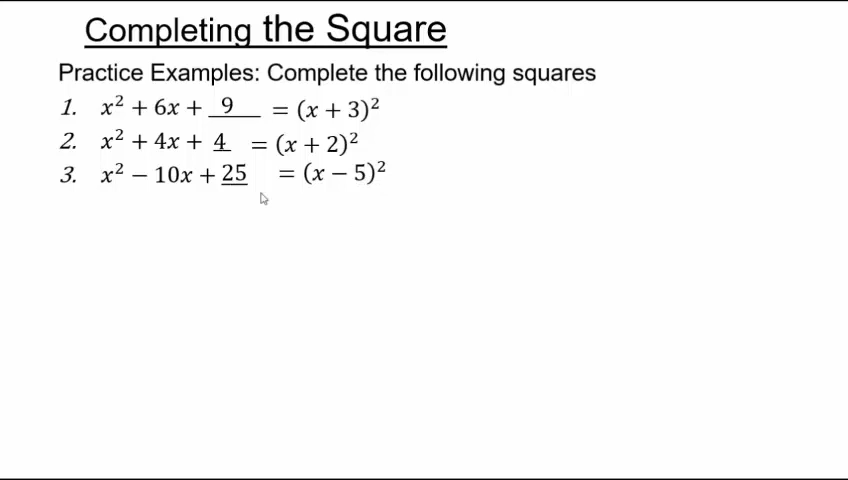 Completing the Square
Practice Examples: Complete the following squares
1. x² + 6x + 9 = (x + 3)²
2. x² + 4x + 4 = (x + 2)²
3. x² − 10x + 25 = (x − 5)²